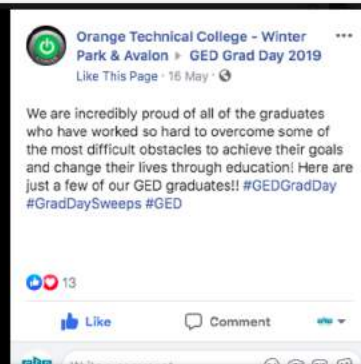 Orange Technical College - Winter
Park & Avalon ▸ GED Grad Day 2019
Like This Page · 16 May ·
We are incredibly proud of all of the graduates
who have worked so hard to overcome some of
the most difficult obstacles to achieve their goals
and change their lives through education! Here are
just a few of our GED graduates!! #GEDGradDay
#GradDaySweeps #GED
13
Like Comment